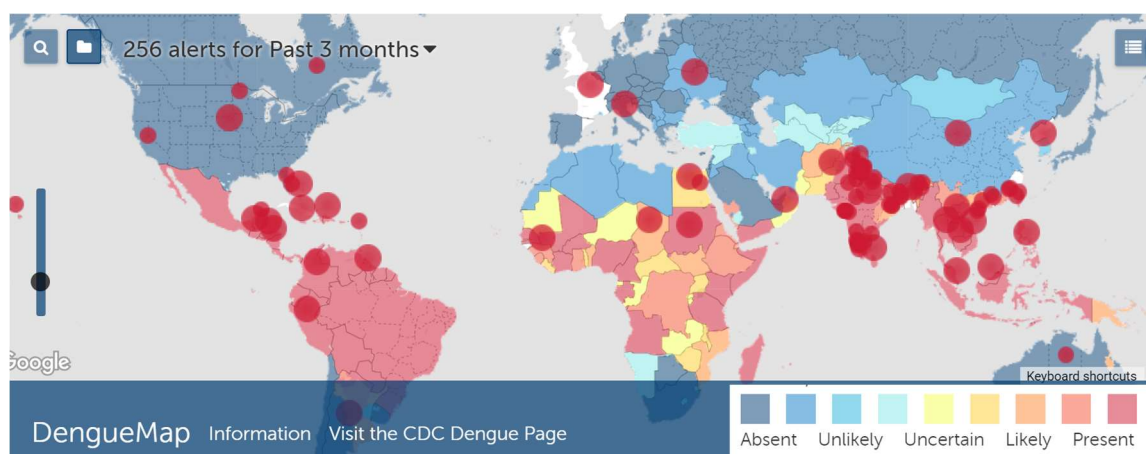 256 alerts for Past 3 months
Google
Keyboard shortcuts
DengueMap Information Visit the CDC Dengue Page
Absent Unlikely Uncertain Likely Present